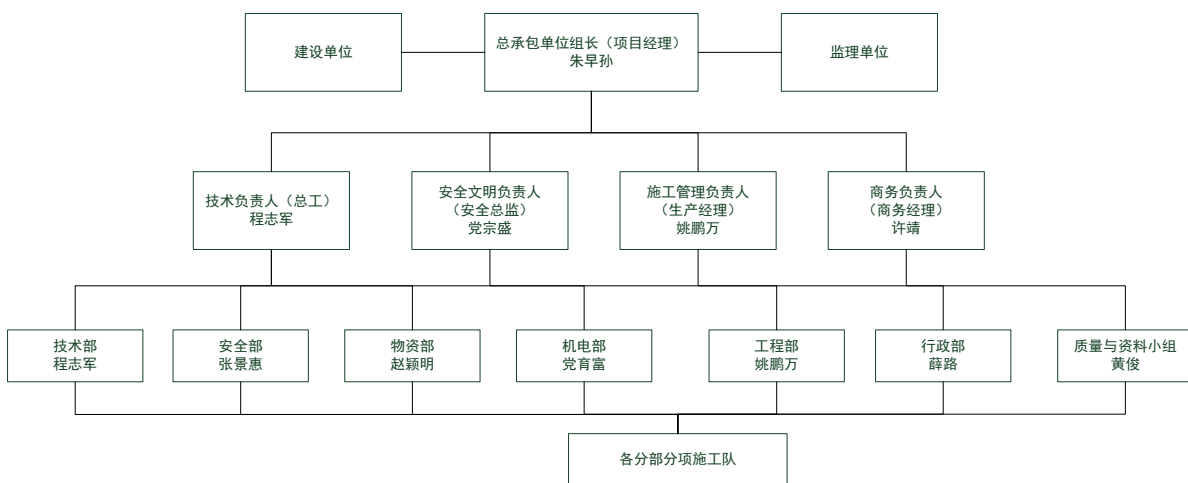 建设单位
总承包单位组长（项目经理）
朱早孙
监理单位
技术负责人（总工）
程志军
安全文明负责人
（安全总监）
党宗盛
施工管理负责人
（生产经理）
姚鹏万
商务负责人
（商务经理）
许靖
技术部
程志军
安全部
张景惠
物资部
赵颖明
机电部
党育富
工程部
姚鹏万
行政部
薛路
质量与资料小组
黄俊
各分部分项施工队